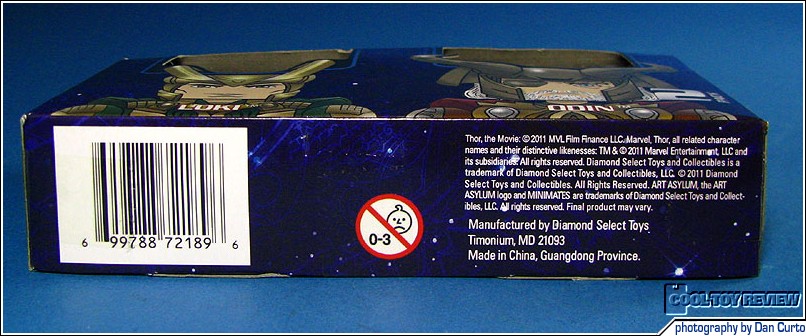 LOKI™
ODIN™
Thor, the Movie: © 2011 MVL Film Finance LLC. Marvel, Thor, all related character
names and their distinctive likenesses: TM & © 2011 Marvel Entertainment, LLC and
its subsidiaries. All rights reserved. Diamond Select Toys and Collectibles is a
trademark of Diamond Select Toys and Collectibles, LLC. © 2011 Diamond
Select Toys and Collectibles. All Rights Reserved. ART ASYLUM, the ART
ASYLUM logo and MINIMATES are trademarks of Diamond Select Toys and Collect-
ibles, LLC. All rights reserved. Final product may vary.
Manufactured by Diamond Select Toys
Timonium, MD 21093
Made in China, Guangdong Province.
0-3
6 99788 72189 6
COOL TOY REVIEW
photography by Dan Curto